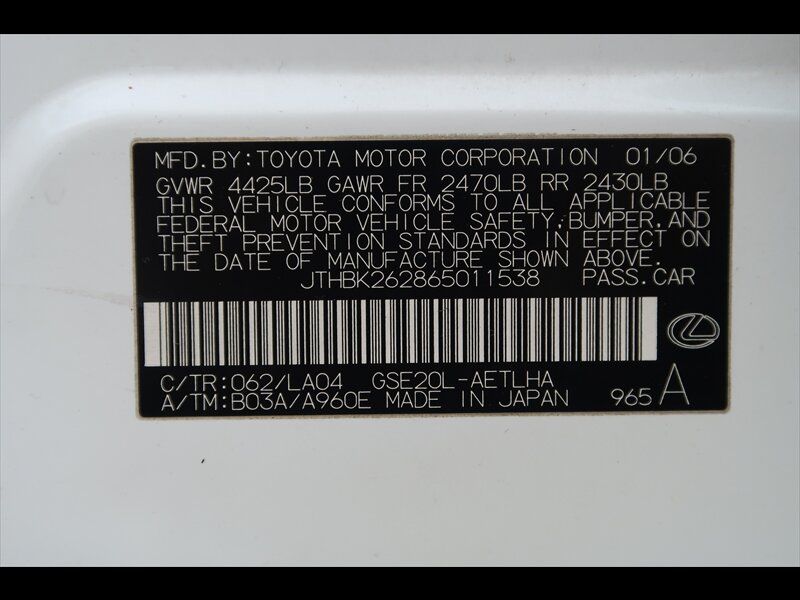 MFD.BY:TOYOTA MOTOR CORPORATION 01/06
GVWR 4425LB GAWR FR 2470LB RR 2430LB
THIS VEHICLE CONFORMS TO ALL APPLICABLE
FEDERAL MOTOR VEHICLE SAFETY, BUMPER, AND
THEFT PREVENTION STANDARDS IN EFFECT ON
THE DATE OF MANUFACTURE SHOWN ABOVE.
JTHBK262865011538 PASS.CAR
C/TR:062/LA04 GSE20L-AETLHA
A/TM:B03A/A960E MADE IN JAPAN 965 A